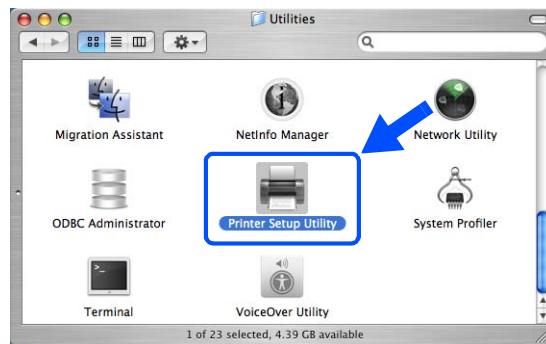 Utilities
Migration Assistant
NetInfo Manager
Network Utility
ODBC Administrator
Printer Setup Utility
System Profiler
Terminal
VoiceOver Utility
1 of 23 selected, 4.39 GB available